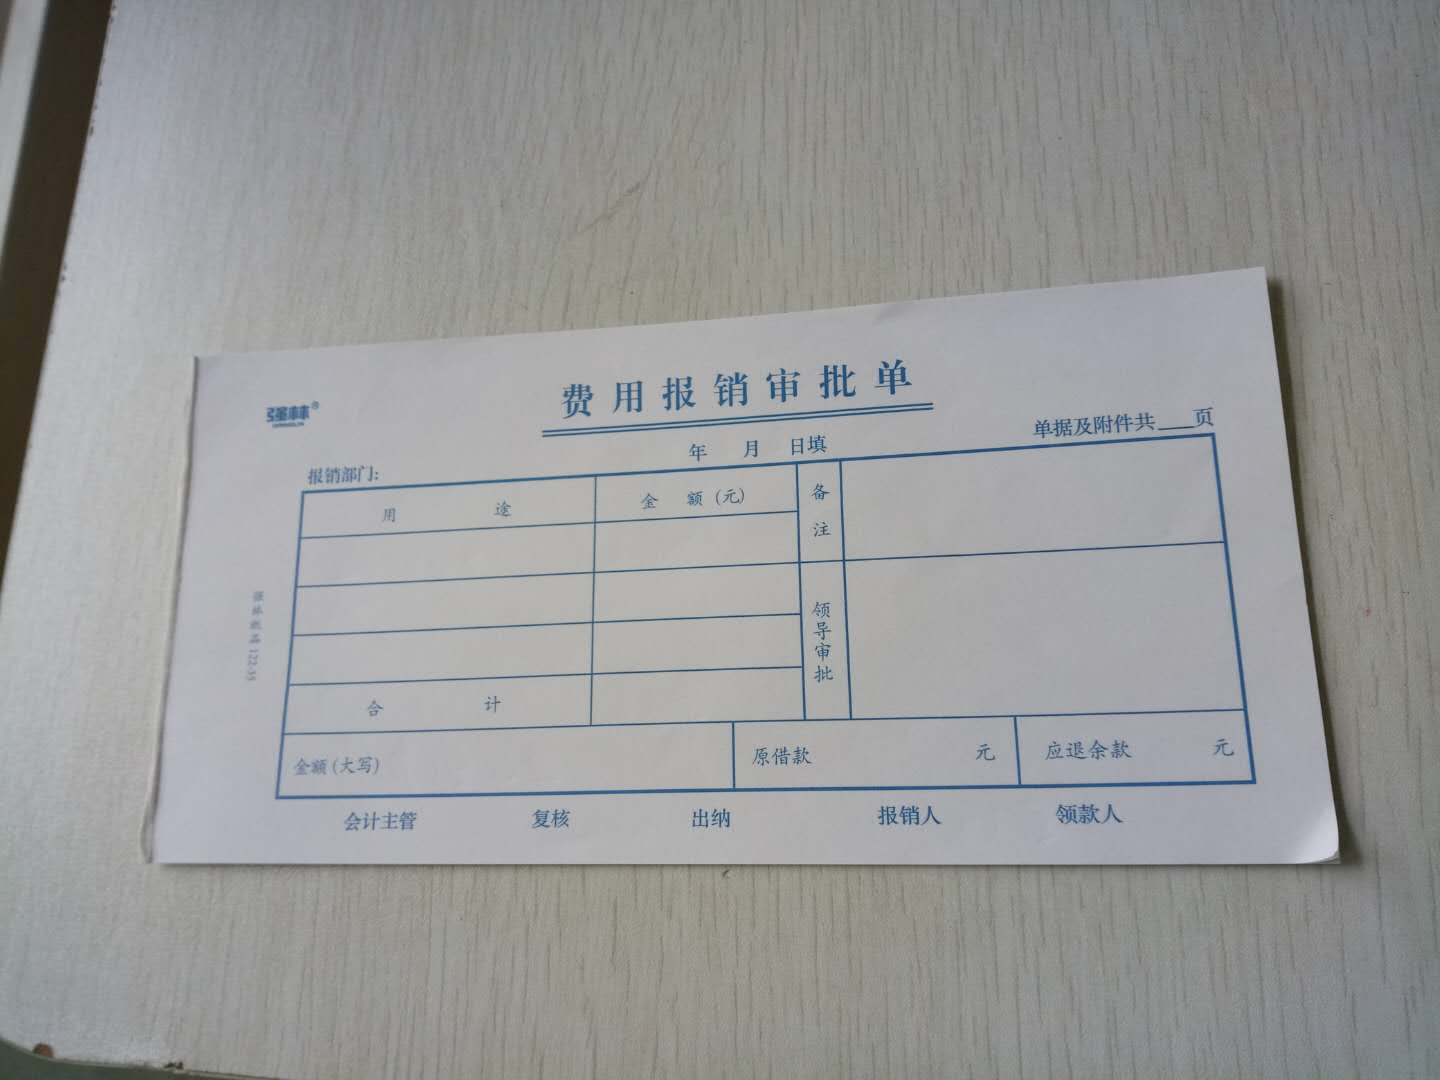 强林®
费用报销审批单
年 月 日填
单据及附件共___页
报销部门:
用 途
金 额(元)
备注
领导审批
合 计
金额(大写)
原借款 元
应退余款 元
会计主管 复核 出纳 报销人 领款人
强林纸品 122-35